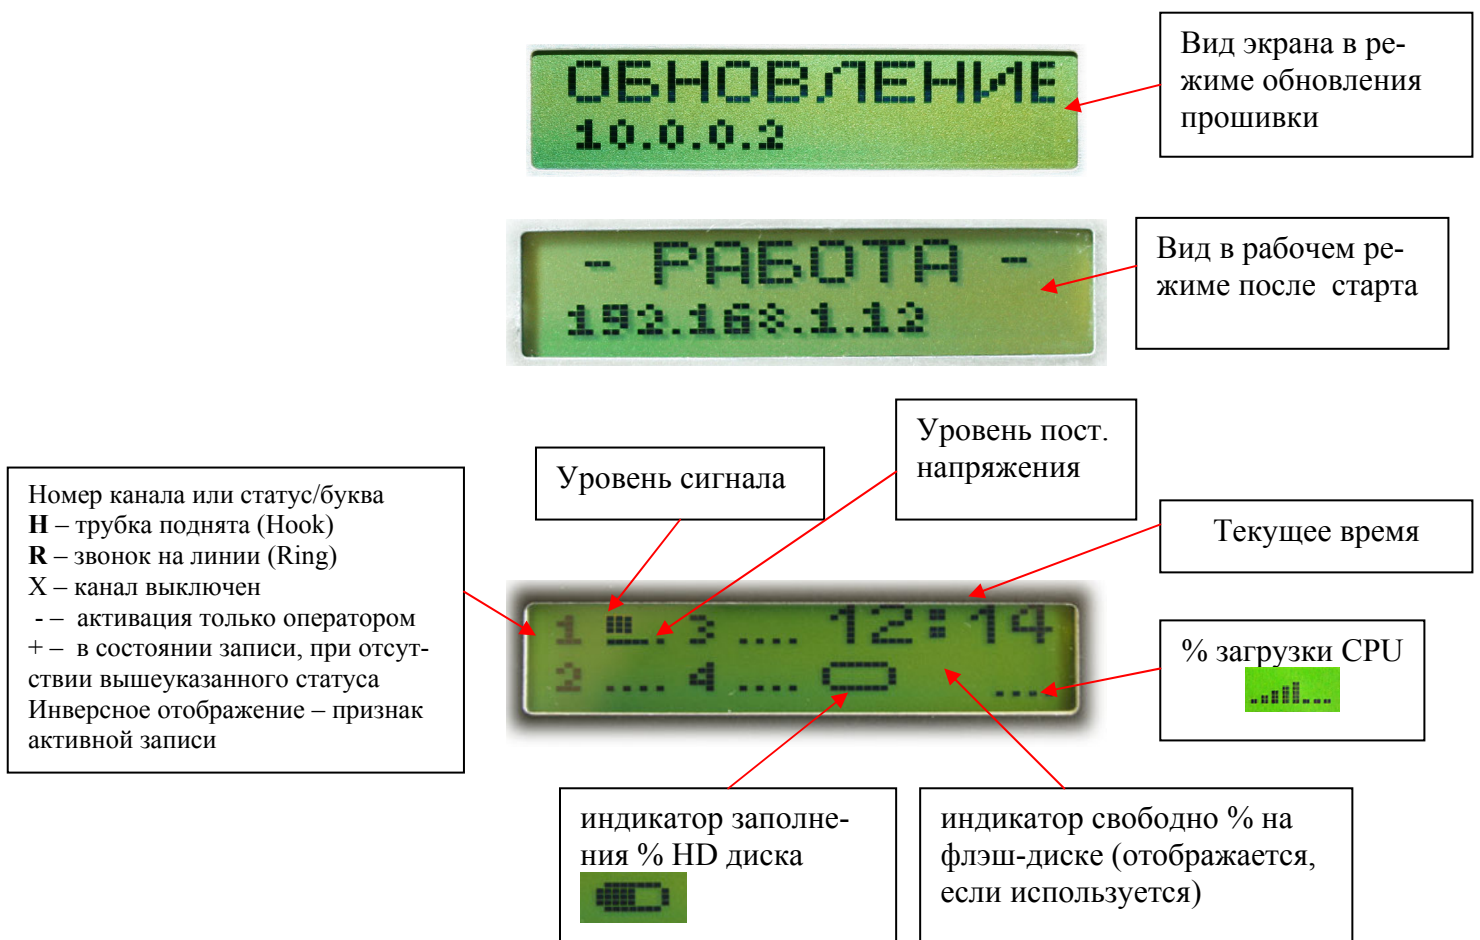 ОБНОВЛЕНИЕ
10.0.0.2
Вид экрана в ре-
жиме обновления
прошивки
- РАБОТА -
192.168.1.12
Вид в рабочем ре-
жиме после старта
Уровень пост.
напряжения
Уровень сигнала
Номер канала или статус/буква
H – трубка поднята (Hook)
R – звонок на линии (Ring)
X – канал выключен
- – активация только оператором
+ – в состоянии записи, при отсут-
ствии вышеуказанного статуса
Инверсное отображение – признак
активной записи
Текущее время
1 3 .... 12:14
2 .... 4 .... ...
% загрузки CPU
индикатор заполне-
ния % HD диска
индикатор свободно % на
флэш-диске (отображается,
если используется)